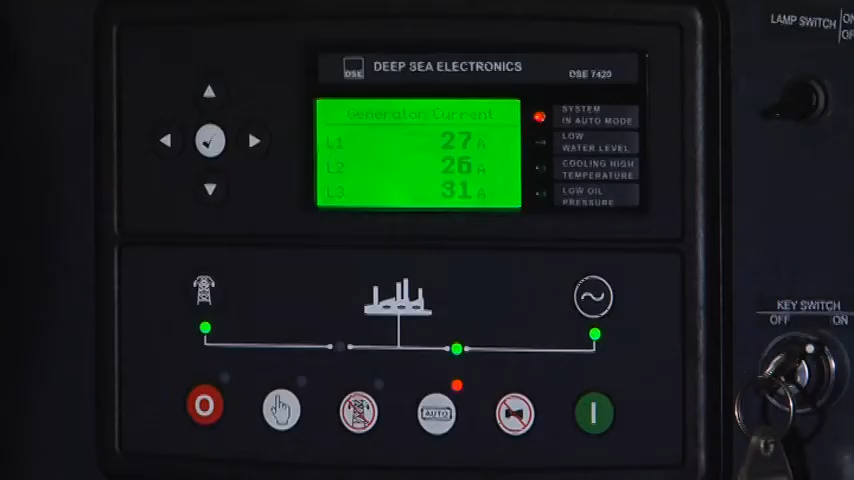 LAMP SWITCH
ON
OF
DSE
DEEP SEA ELECTRONICS
DSE 7420
Generator Current
L1 27 A
L2 26 A
L3 31 A
SYSTEM
IN AUTO MODE
LOW
WATER LEVEL
COOLING HIGH
TEMPERATURE
LOW OIL
PRESSURE
KEY SWITCH
OFF ON
O
AUTO
I